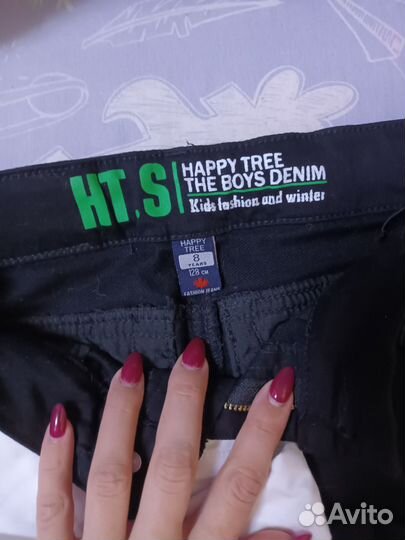 HT.S
HAPPY TREE
THE BOYS DENIM
Kids fashion and winter
HAPPY
TREE
8
YEARS
128 CM
FASHION JEANS
Avito